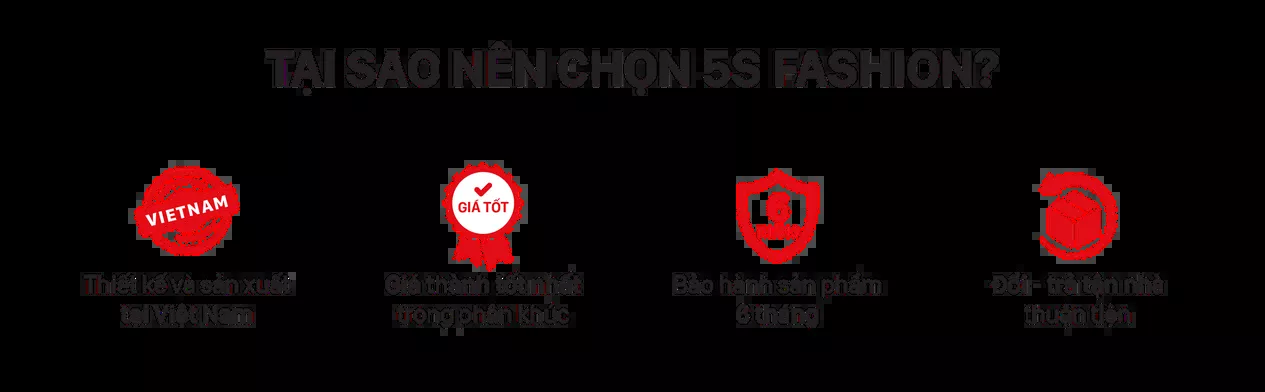 TẠI SAO NÊN CHỌN 5S FASHION?
VIETNAM
GIÁ TỐT
6
Thiết kế và sản xuất
tại Việt Nam
Giá thành tốt nhất
trong phân khúc
Bảo hành sản phẩm
6 tháng
Đổi - trả tận nhà
thuận tiện